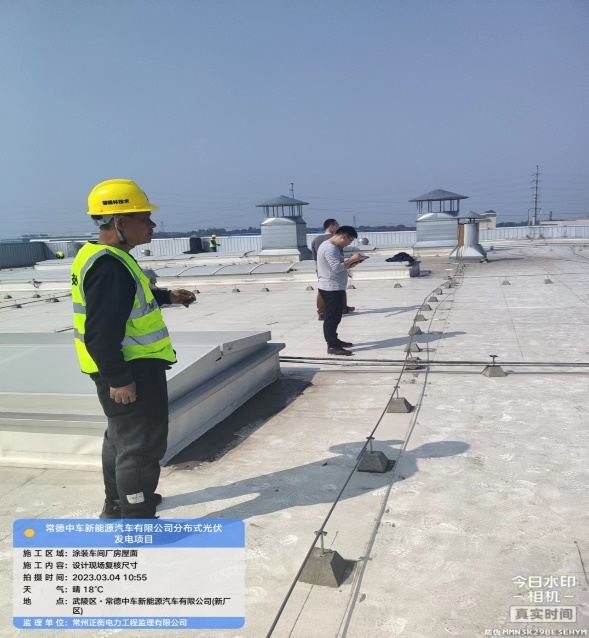 常德中车新能源汽车有限公司分布式光伏
发电项目
施工区域：涂装车间厂房屋面
施工内容：设计现场复核尺寸
拍摄时间：2023.03.04 10:55
天　　气：晴 18℃
地　　点：武陵区·常德中车新能源汽车有限公司(新厂
区)
监理单位：常州正衡电力工程监理有限公司
今日水印
相机
真实时间
防伪 MMN3K29BE3EHYM